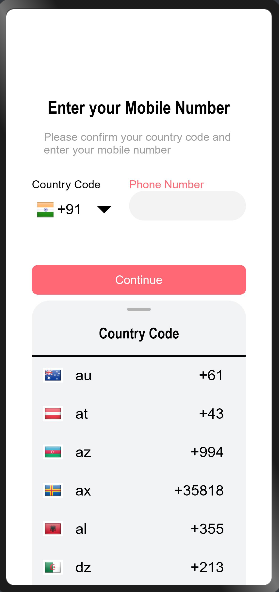 Enter your Mobile Number
Please confirm your country code and
enter your mobile number
Country Code Phone Number
+91
Continue
Country Code
au +61
at +43
az +994
ax +35818
al +355
dz +213